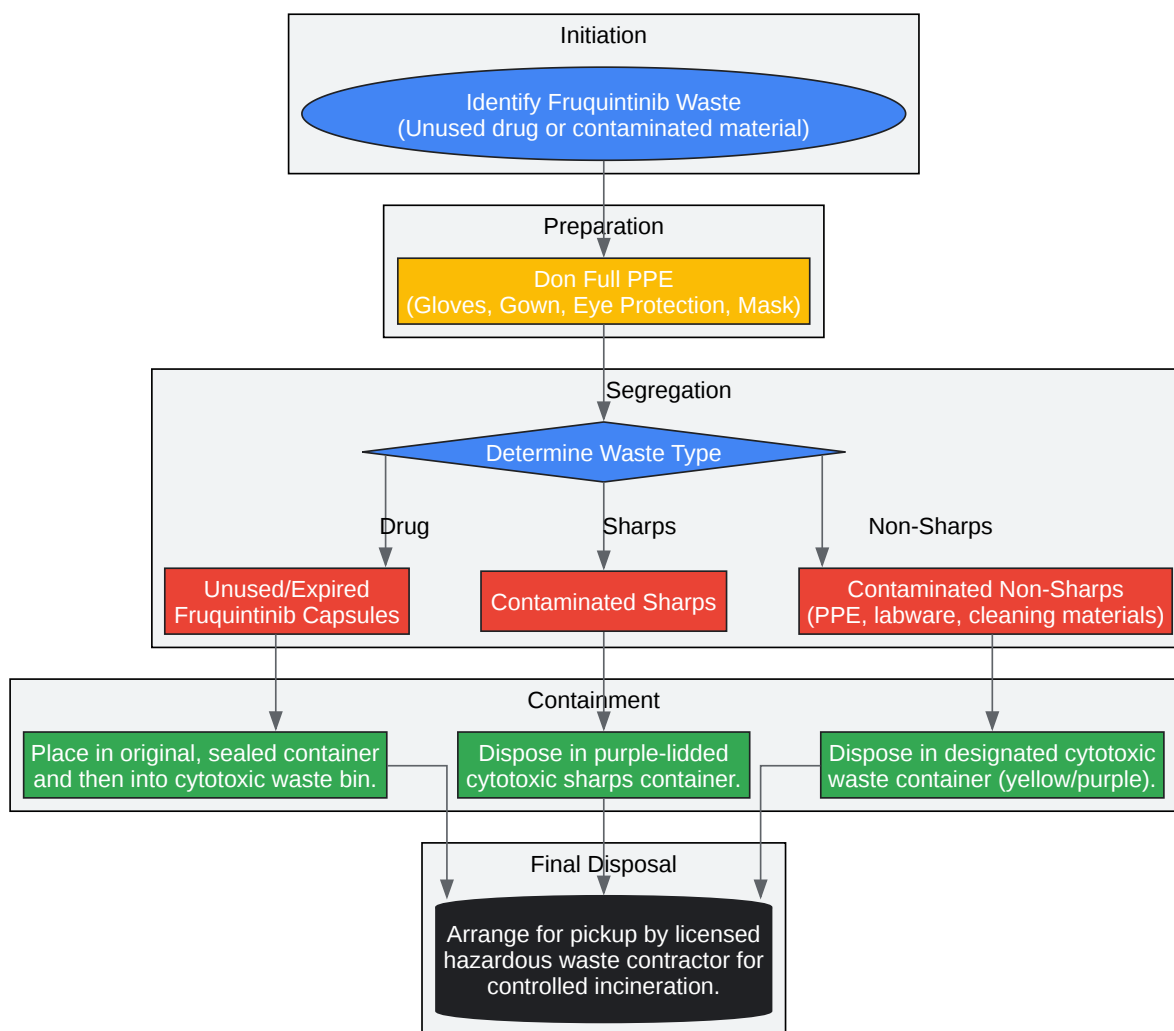 Initiation
Identify Fruquintinib Waste
(Unused drug or contaminated material)
Preparation
Don Full PPE
(Gloves, Gown, Eye Protection, Mask)
Segregation
Determine Waste Type
Drug
Sharps
Non-Sharps
Unused/Expired
Fruquintinib Capsules
Contaminated Sharps
Contaminated Non-Sharps
(PPE, labware, cleaning materials)
Containment
Place in original, sealed container
and then into cytotoxic waste bin.
Dispose in purple-lidded
cytotoxic sharps container.
Dispose in designated cytotoxic
waste container (yellow/purple).
Final Disposal
Arrange for pickup by licensed
hazardous waste contractor for
controlled incineration.